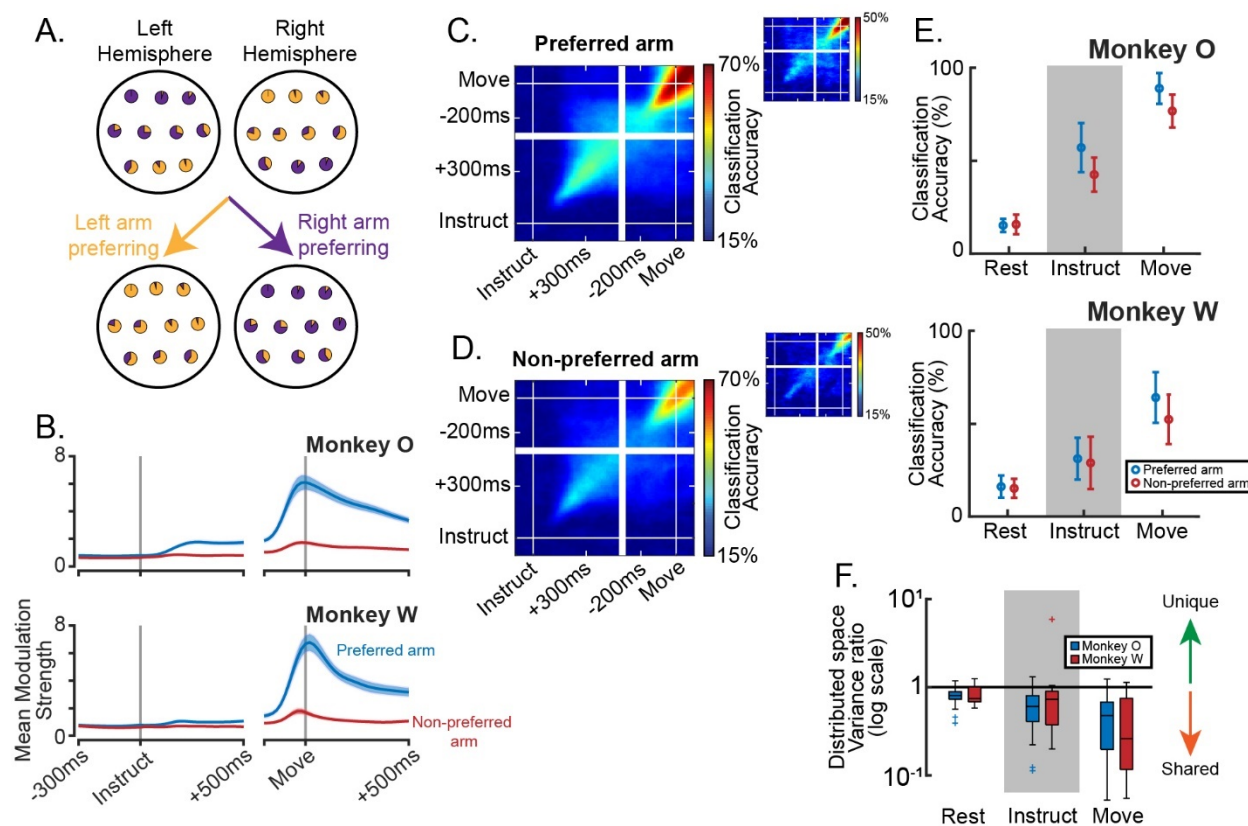 A.
Left
Hemisphere
Right
Hemisphere
Left arm
preferring
Right arm
preferring
B.
Monkey O
8
0
Monkey W
8
0
Preferred arm
Non-preferred
arm
Mean Modulation
Strength
-300ms
Instruct
+500ms
Move
+500ms
C.
Preferred arm
Move
-200ms
+300ms
Instruct
Instruct
+300ms
-200ms
Move
70%
15%
Classification
Accuracy
50%
15%
D.
Non-preferred arm
Move
-200ms
+300ms
Instruct
Instruct
+300ms
-200ms
Move
70%
15%
Classification
Accuracy
50%
15%
E.
Monkey O
100
0
Classification
Accuracy (%)
Rest
Instruct
Move
Monkey W
100
0
Classification
Accuracy (%)
Preferred arm
Non-preferred arm
Rest
Instruct
Move
F.
10¹
1
10⁻¹
Distributed space
Variance ratio
(log scale)
Monkey O
Monkey W
Unique
Shared
Rest
Instruct
Move